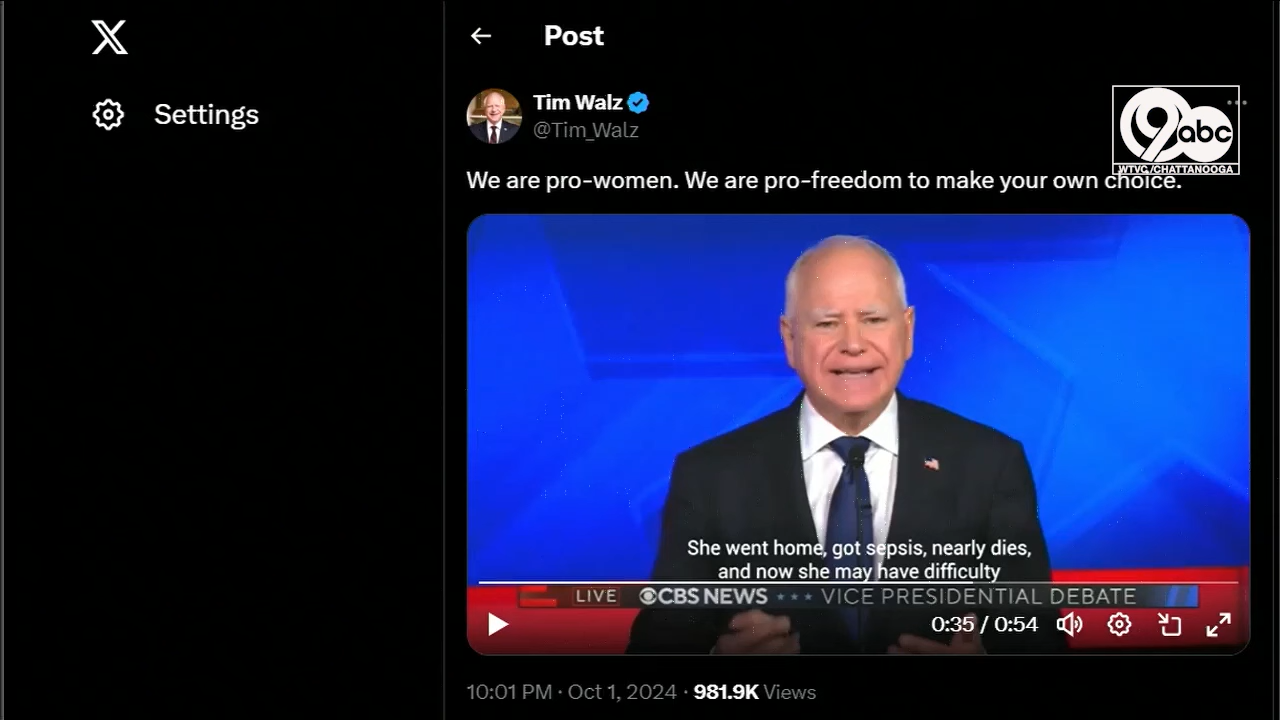 Post
Settings
Tim Walz
@Tim_Walz
9 abc
WTVC/CHATTANOOGA
We are pro-women. We are pro-freedom to make your own choice.
She went home, got sepsis, nearly dies,
and now she may have difficulty
LIVE CBS NEWS VICE PRESIDENTIAL DEBATE
0:35 / 0:54
10:01 PM · Oct 1, 2024 · 981.9K Views